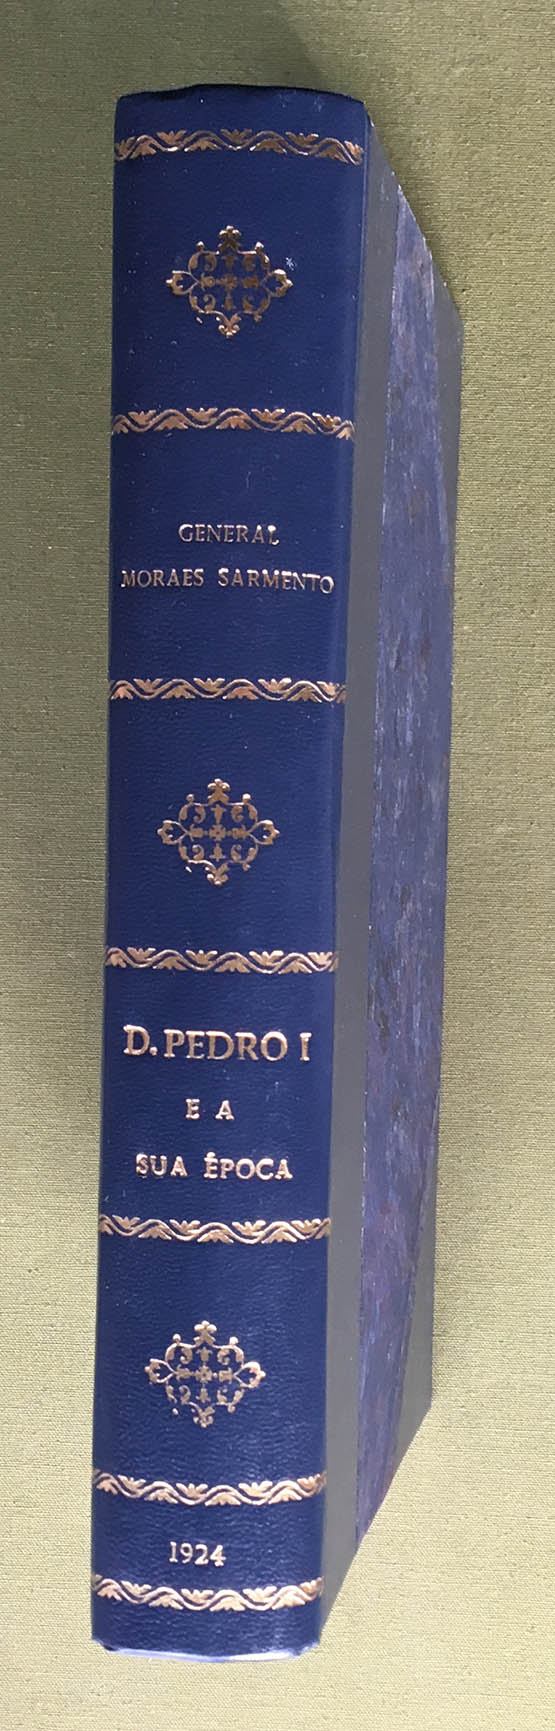 GENERAL
MORAES SARMENTO
D. PEDRO I
E A
SUA ÉPOCA
1924